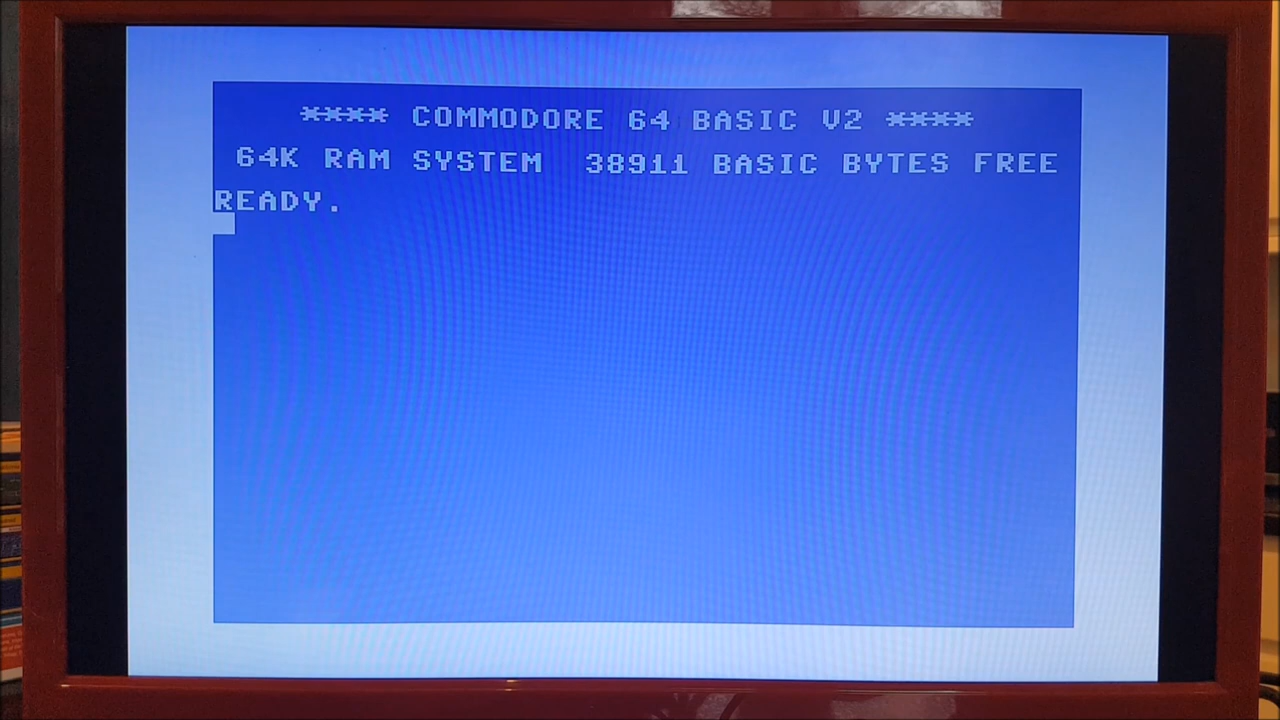 **** COMMODORE 64 BASIC V2 ****
64K RAM SYSTEM  38911 BASIC BYTES FREE
READY.